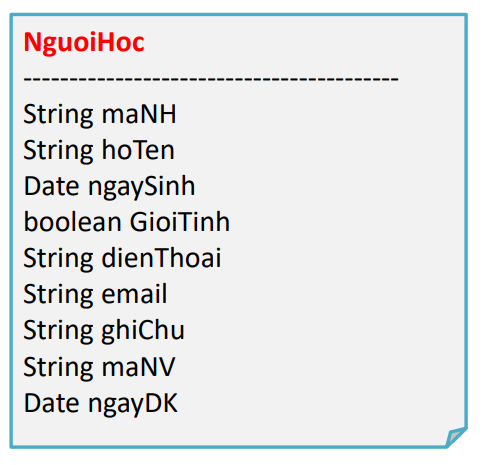 NguoiHoc
-----------------------------------------
String maNH
String hoTen
Date ngaySinh
boolean GioiTinh
String dienThoai
String email
String ghiChu
String maNV
Date ngayDK